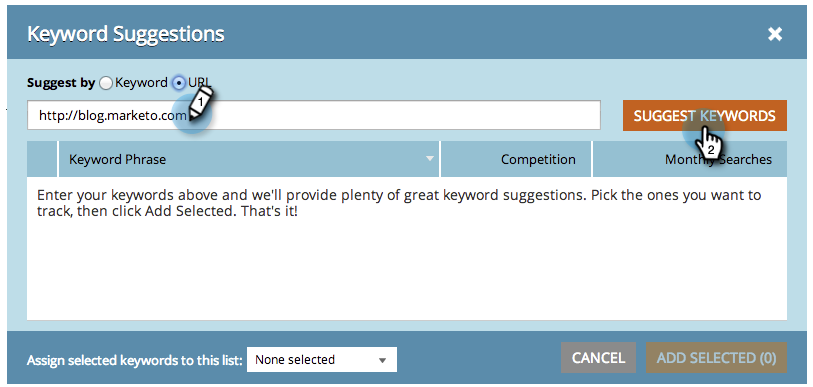 Keyword Suggestions
Suggest by Keyword URL
1
http://blog.marketo.com
SUGGEST KEYWORDS
2
Keyword Phrase Competition Monthly Searches
Enter your keywords above and we'll provide plenty of great keyword suggestions. Pick the ones you want to
track, then click Add Selected. That's it!
Assign selected keywords to this list: None selected CANCEL ADD SELECTED (0)